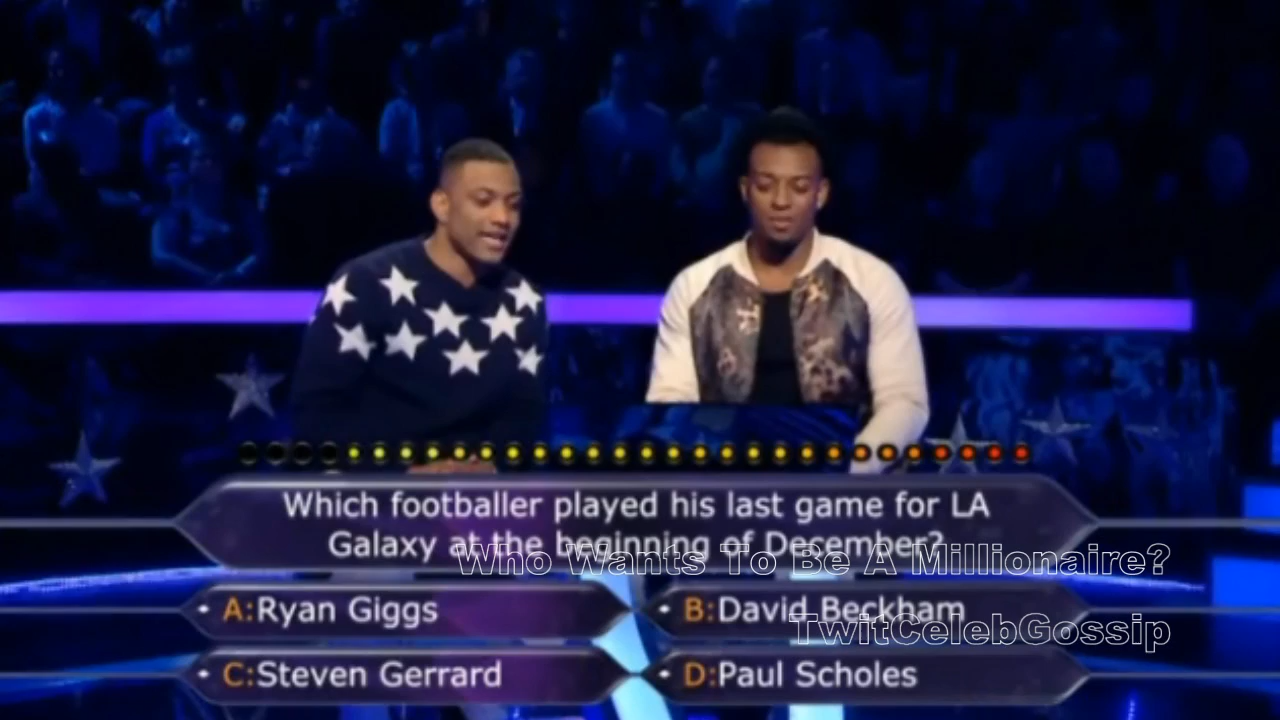 Which footballer played his last game for LA
Galaxy at the beginning of December?
Who Wants To Be A Millionaire?
A:Ryan Giggs
B:David Beckham
TwitCelebGossip
C:Steven Gerrard
D:Paul Scholes